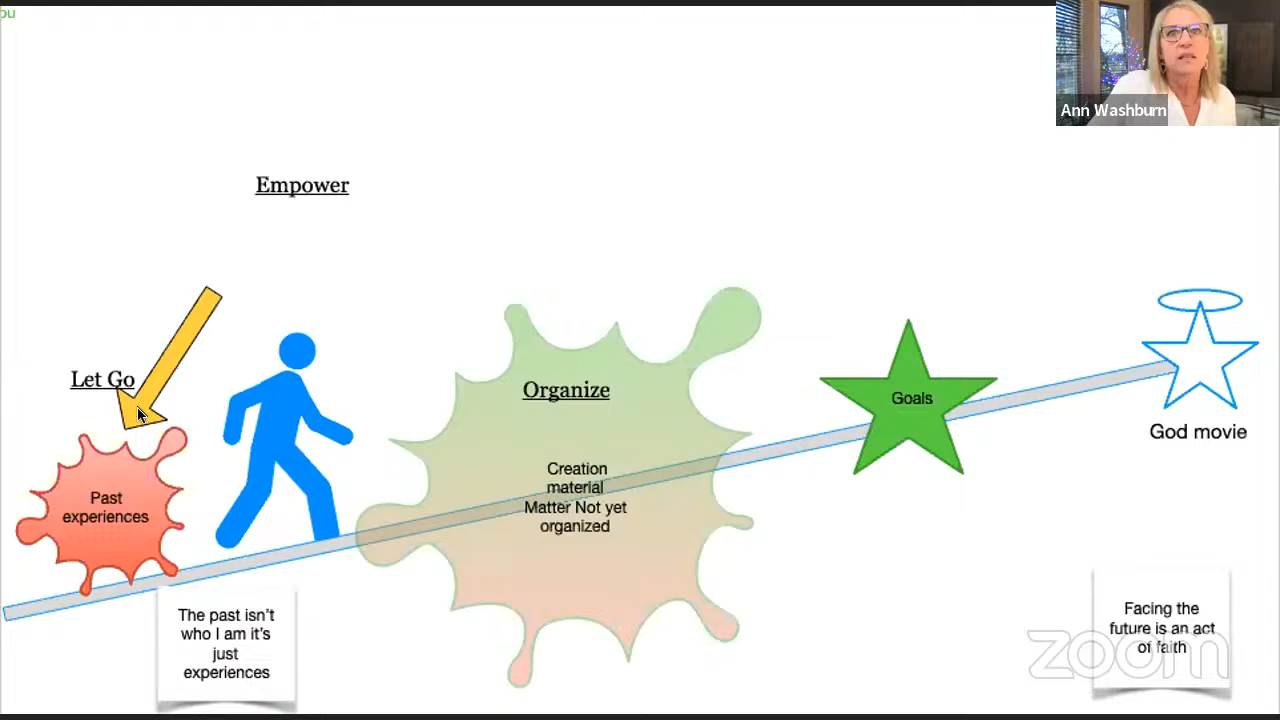 ou
Ann Washburn
Empower
Let Go
Past
experiences
Organize
Creation
material
Matter Not yet
organized
Goals
God movie
The past isn't
who I am it's
just
experiences
Facing the
future is an act
of faith
zoom